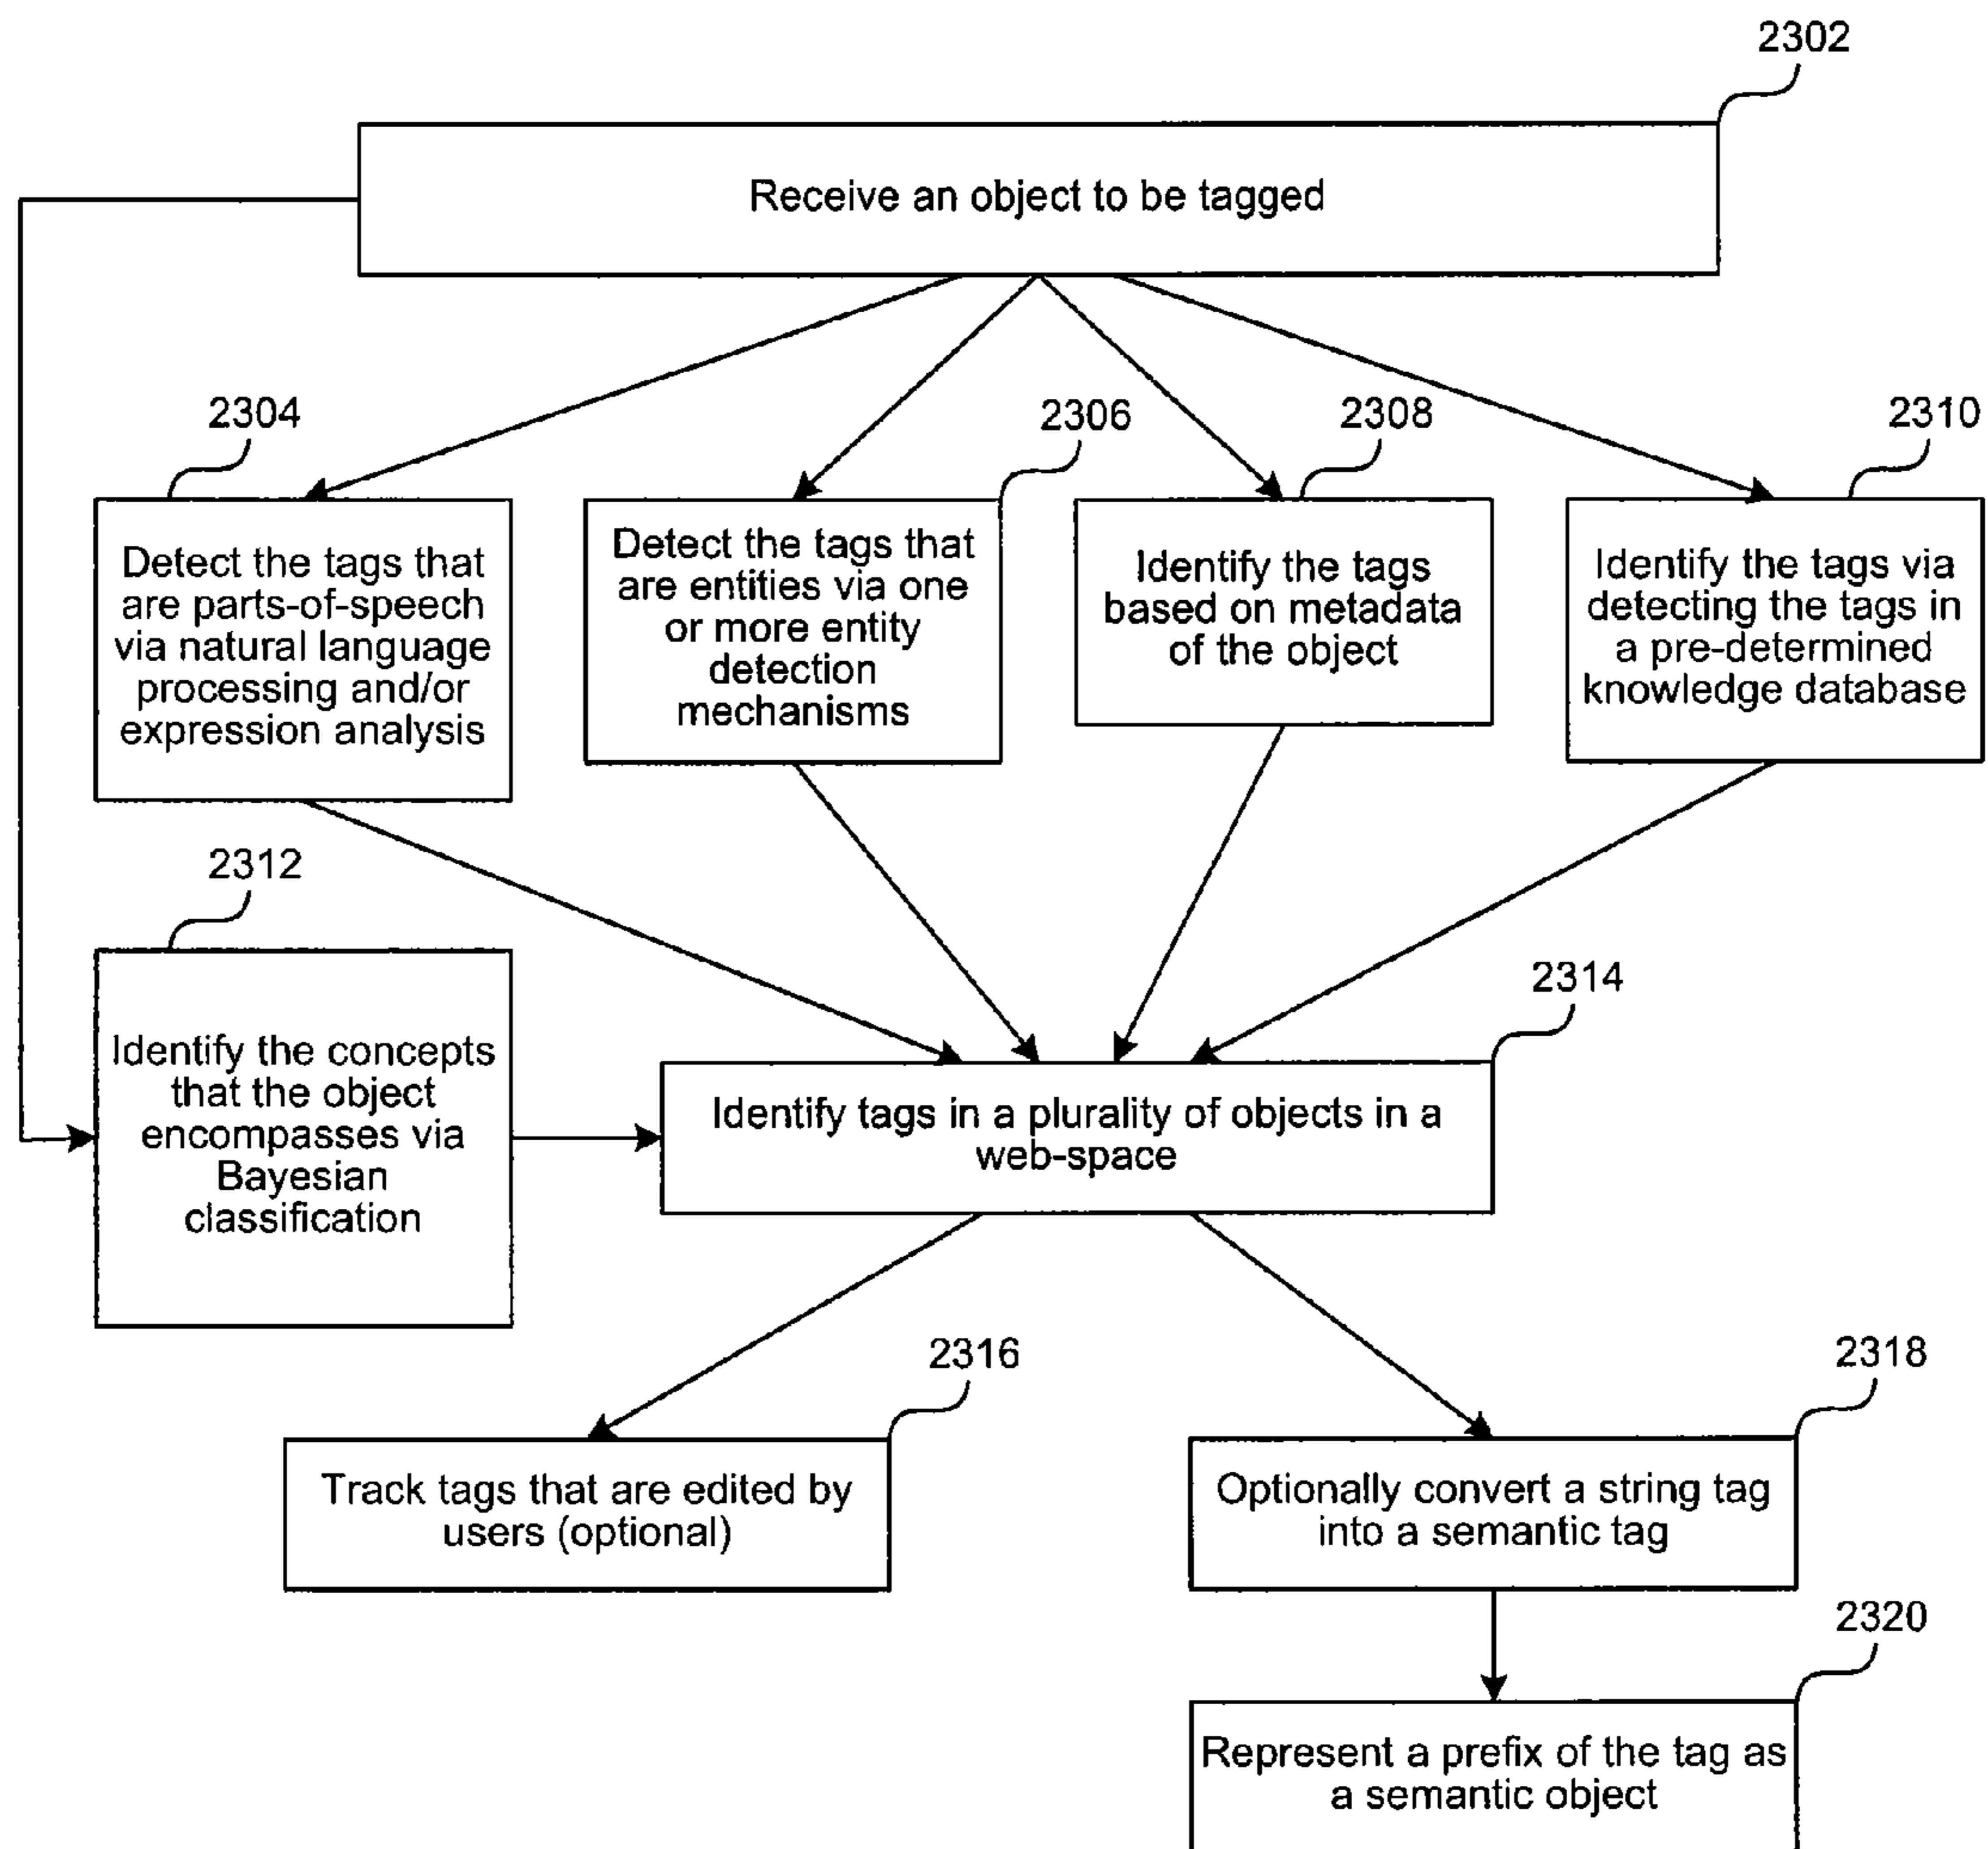 2302
Receive an object to be tagged
2304
2306
2308
2310
Detect the tags that
are parts-of-speech
via natural language
processing and/or
expression analysis
Detect the tags that
are entities via one
or more entity
detection
mechanisms
Identify the tags
based on metadata
of the object
Identify the tags via
detecting the tags in
a pre-determined
knowledge database
2312
Identify the concepts
that the object
encompasses via
Bayesian
classification
2314
Identify tags in a plurality of objects in a
web-space
2316
Track tags that are edited by
users (optional)
2318
Optionally convert a string tag
into a semantic tag
2320
Represent a prefix of the tag as
a semantic object